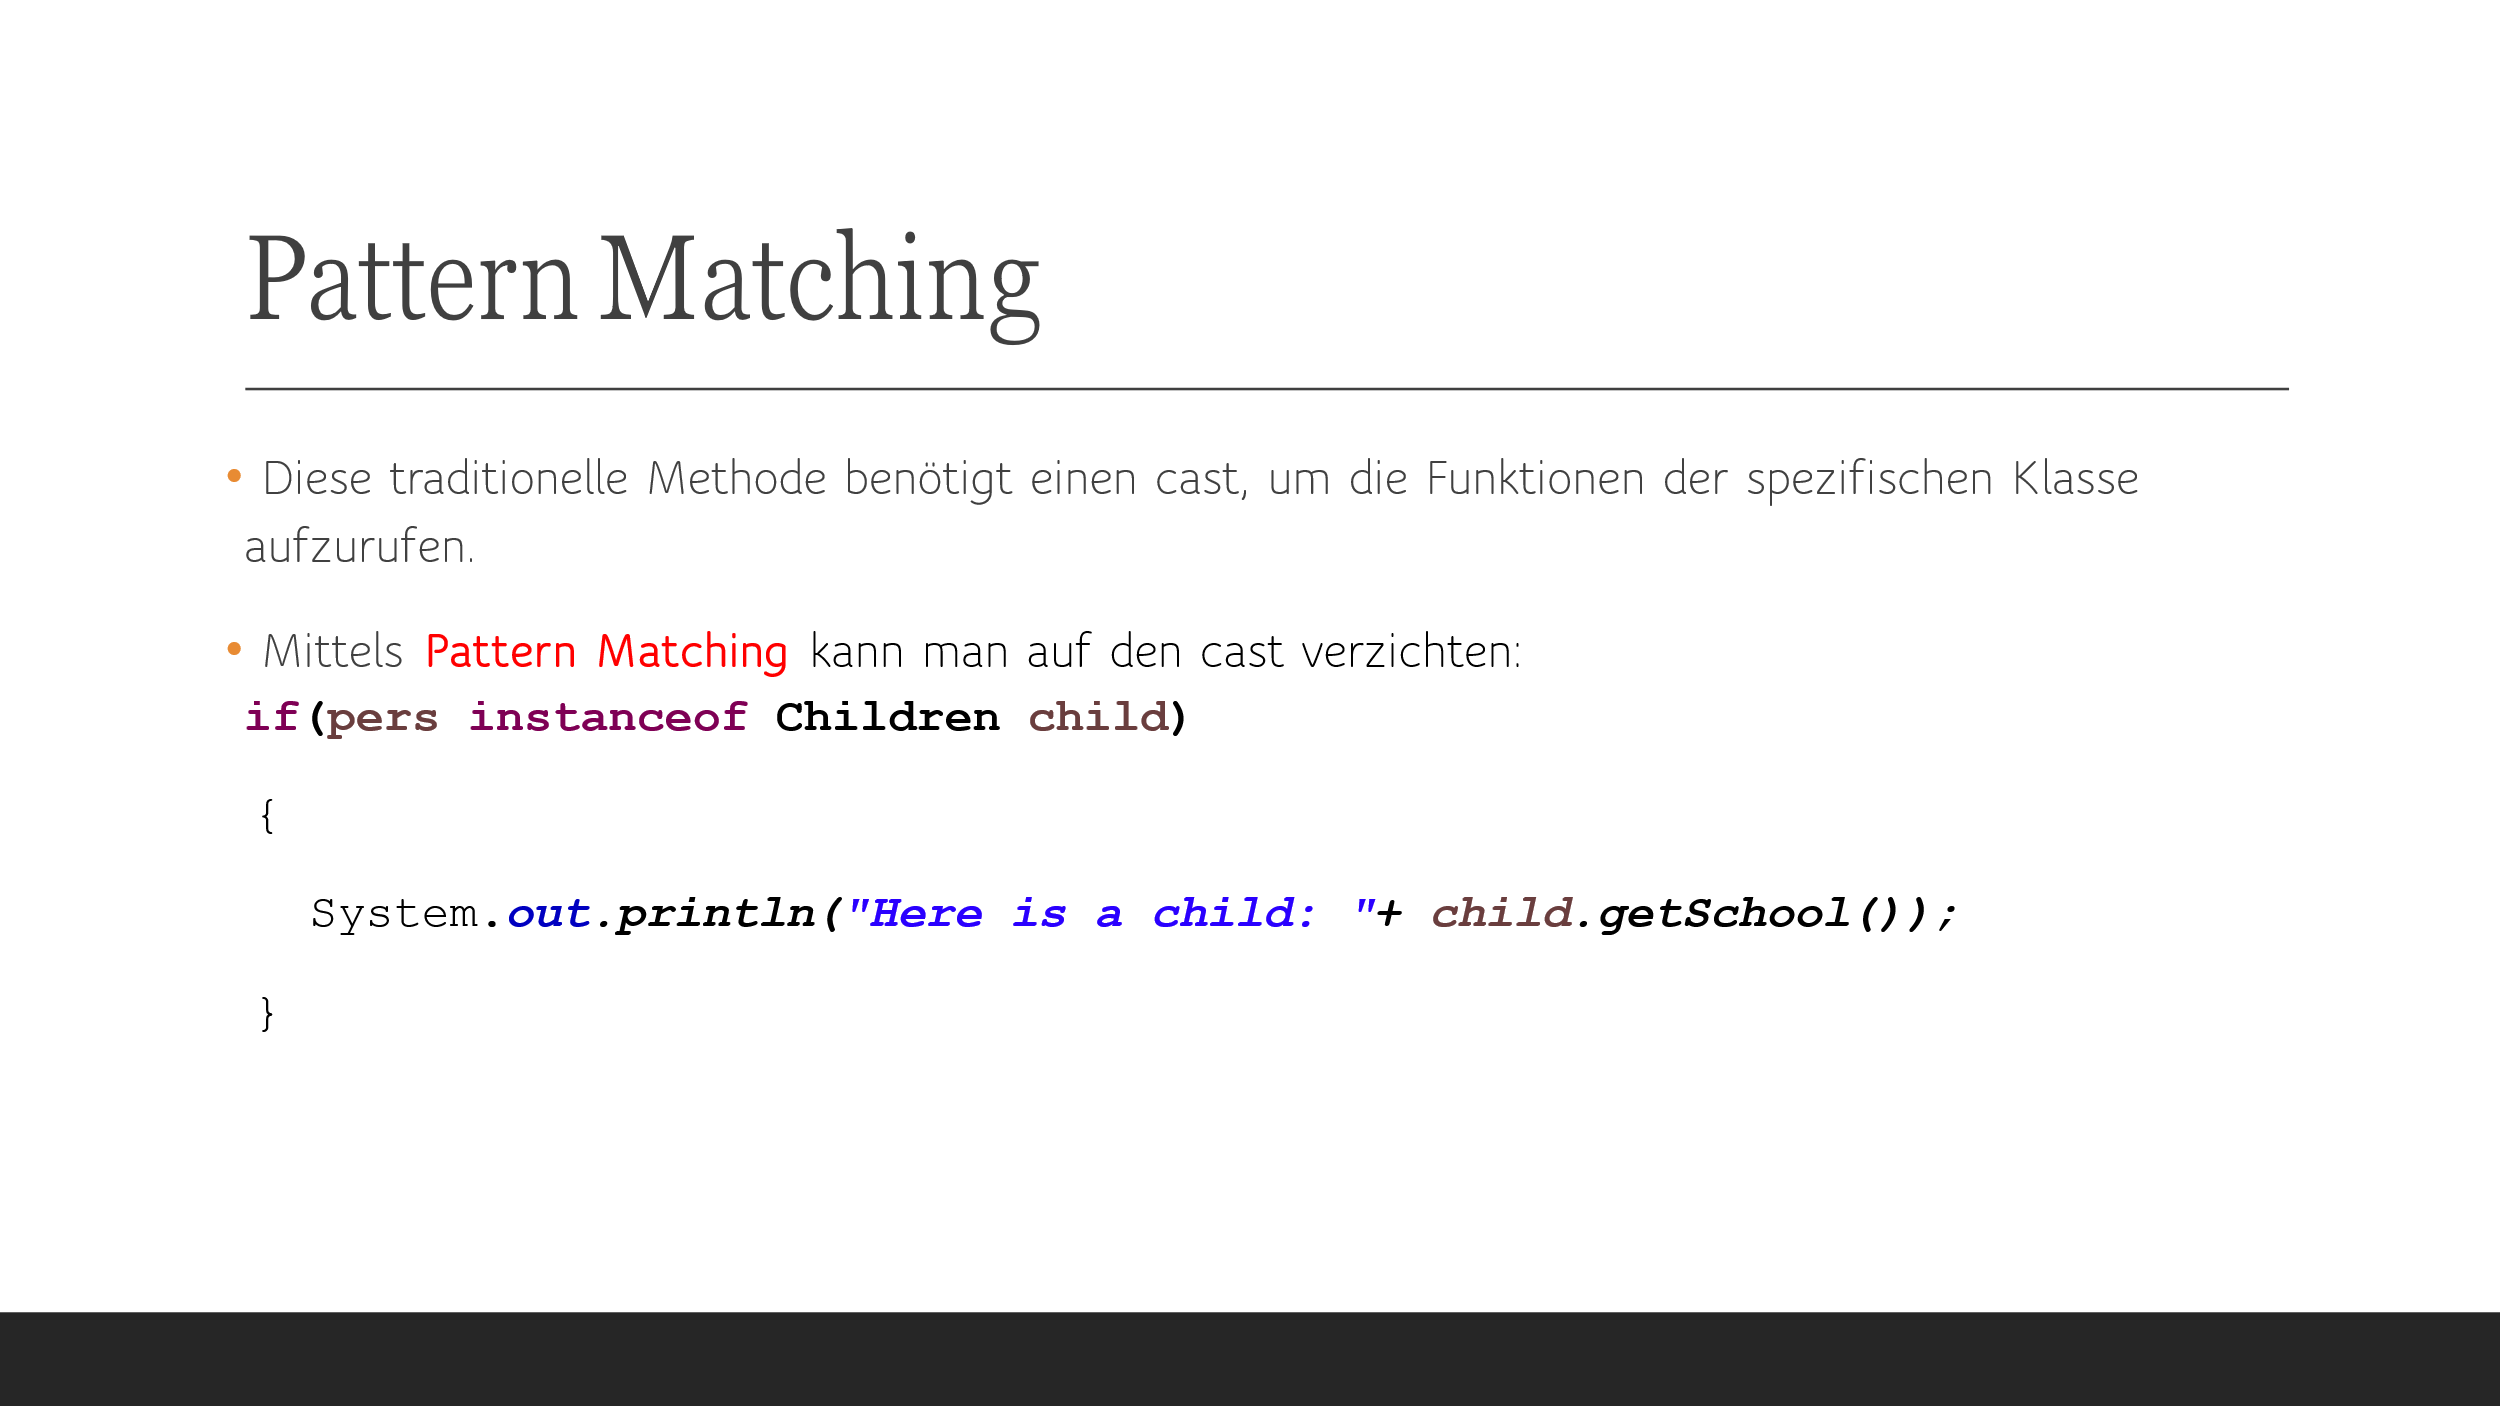 Pattern Matching
• Diese traditionelle Methode benötigt einen cast, um die Funktionen der spezifischen Klasse
aufzurufen.
• Mittels Pattern Matching kann man auf den cast verzichten:
if(pers instanceof Children child)
{
System.out.println("Here is a child: "+ child.getSchool());
}